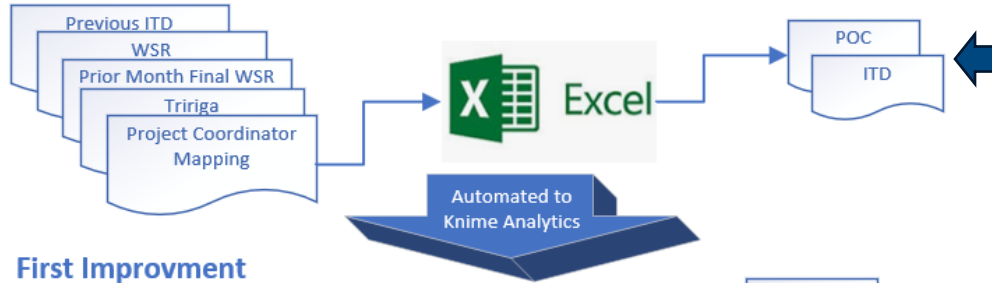 Previous ITD
WSR
Prior Month Final WSR
Tririga
Project Coordinator
Mapping
X
Excel
POC
ITD
Automated to
Knime Analytics
First Improvment